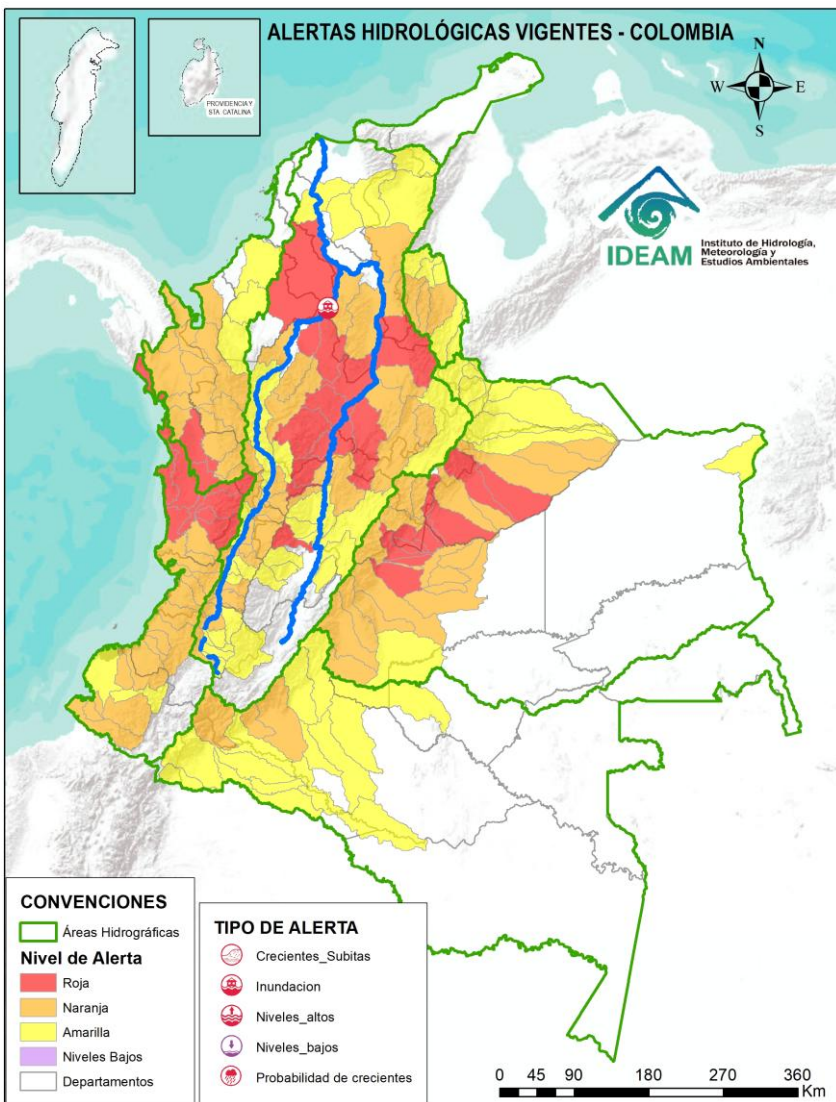 ALERTAS HIDROLÓGICAS VIGENTES - COLOMBIA
PROVIDENCIA Y
STA. CATALINA
N
W
E
S
IDEAM
Instituto de Hidrología,
Meteorología y
Estudios Ambientales
CONVENCIONES
Áreas Hidrográficas
Nivel de Alerta
Roja
Naranja
Amarilla
Niveles Bajos
Departamentos
TIPO DE ALERTA
Crecientes_Subitas
Inundacion
Niveles_altos
Niveles_bajos
Probabilidad de crecientes
0 45 90 180 270 360
Km